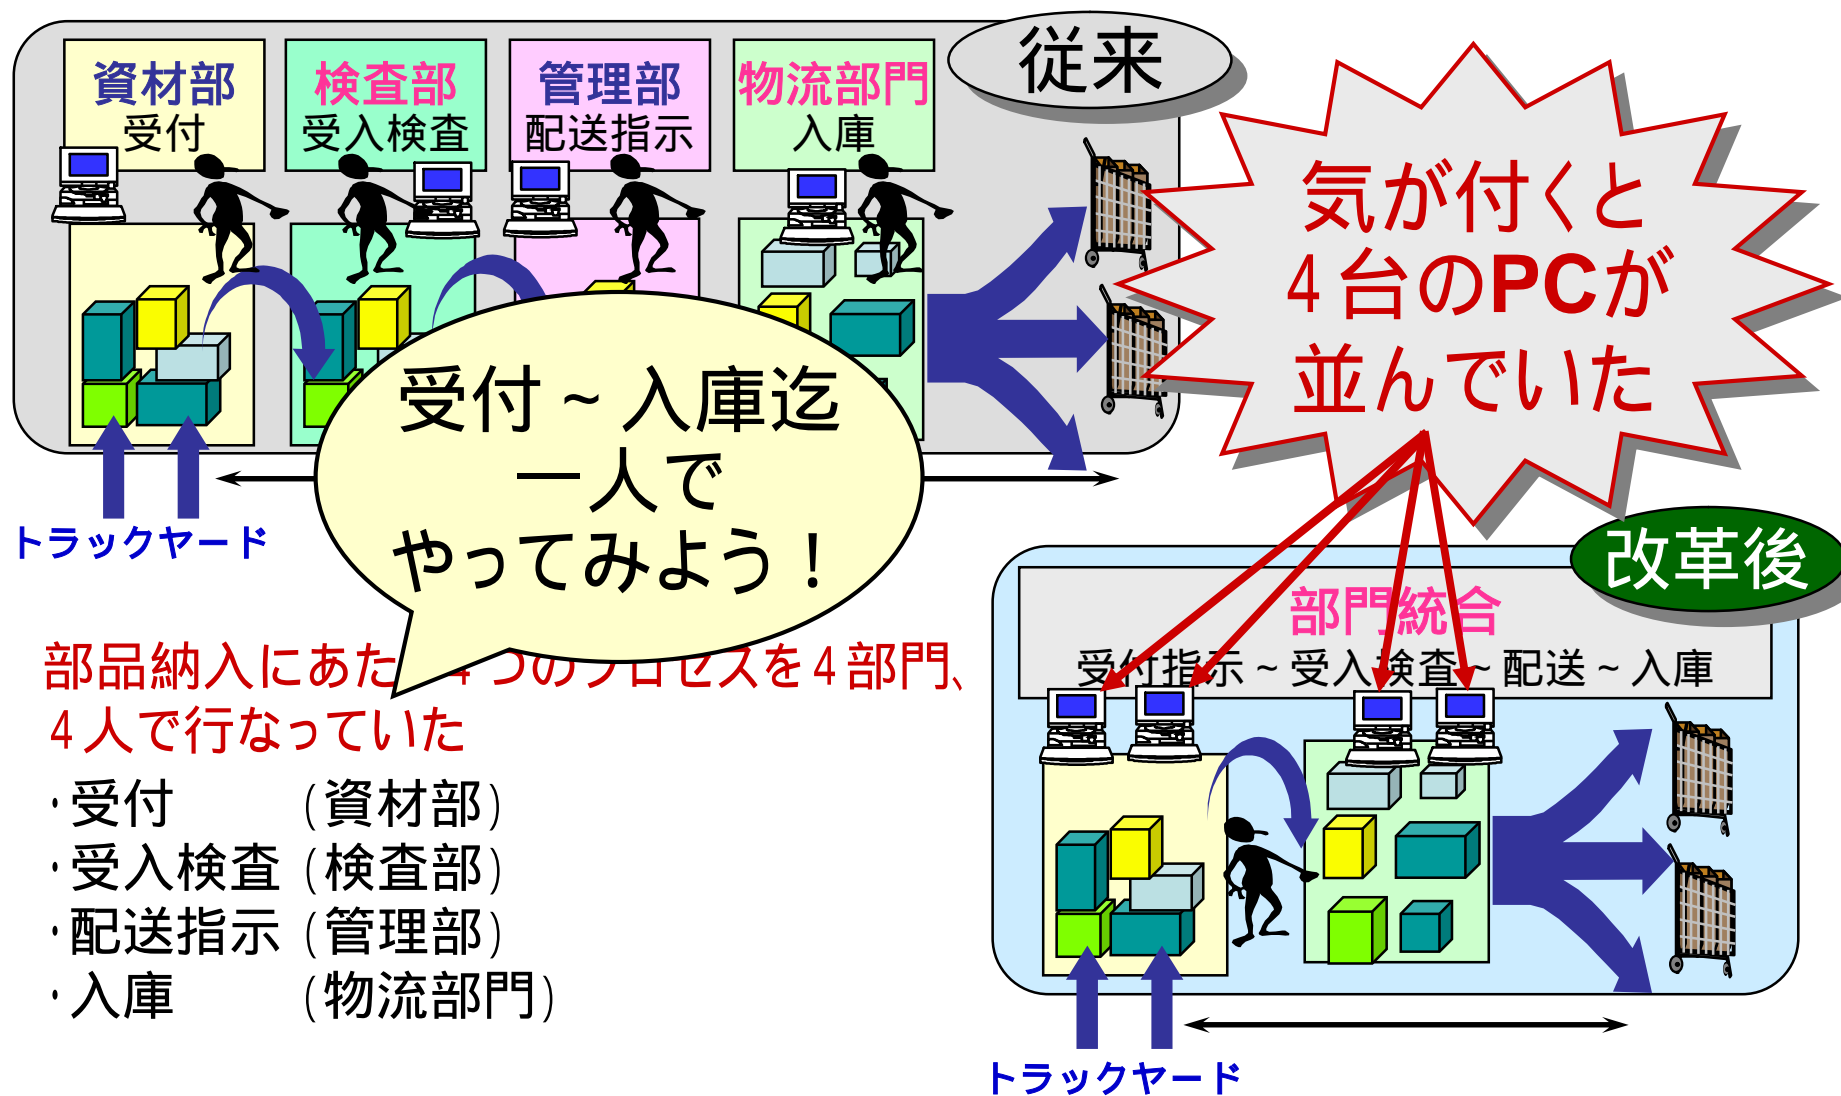 従来
資材部
受付
検査部
受入検査
管理部
配送指示
物流部門
入庫
気が付くと
4台のPCが
並んでいた
受付~入庫迄
一人で
やってみよう！
トラックヤード
部品納入にあた 4つのプロセスを4部門、
4人で行なっていた
・受付 (資材部)
・受入検査 (検査部)
・配送指示 (管理部)
・入庫 (物流部門)
改革後
部門統合
受付指示~受入検査~配送~入庫
トラックヤード